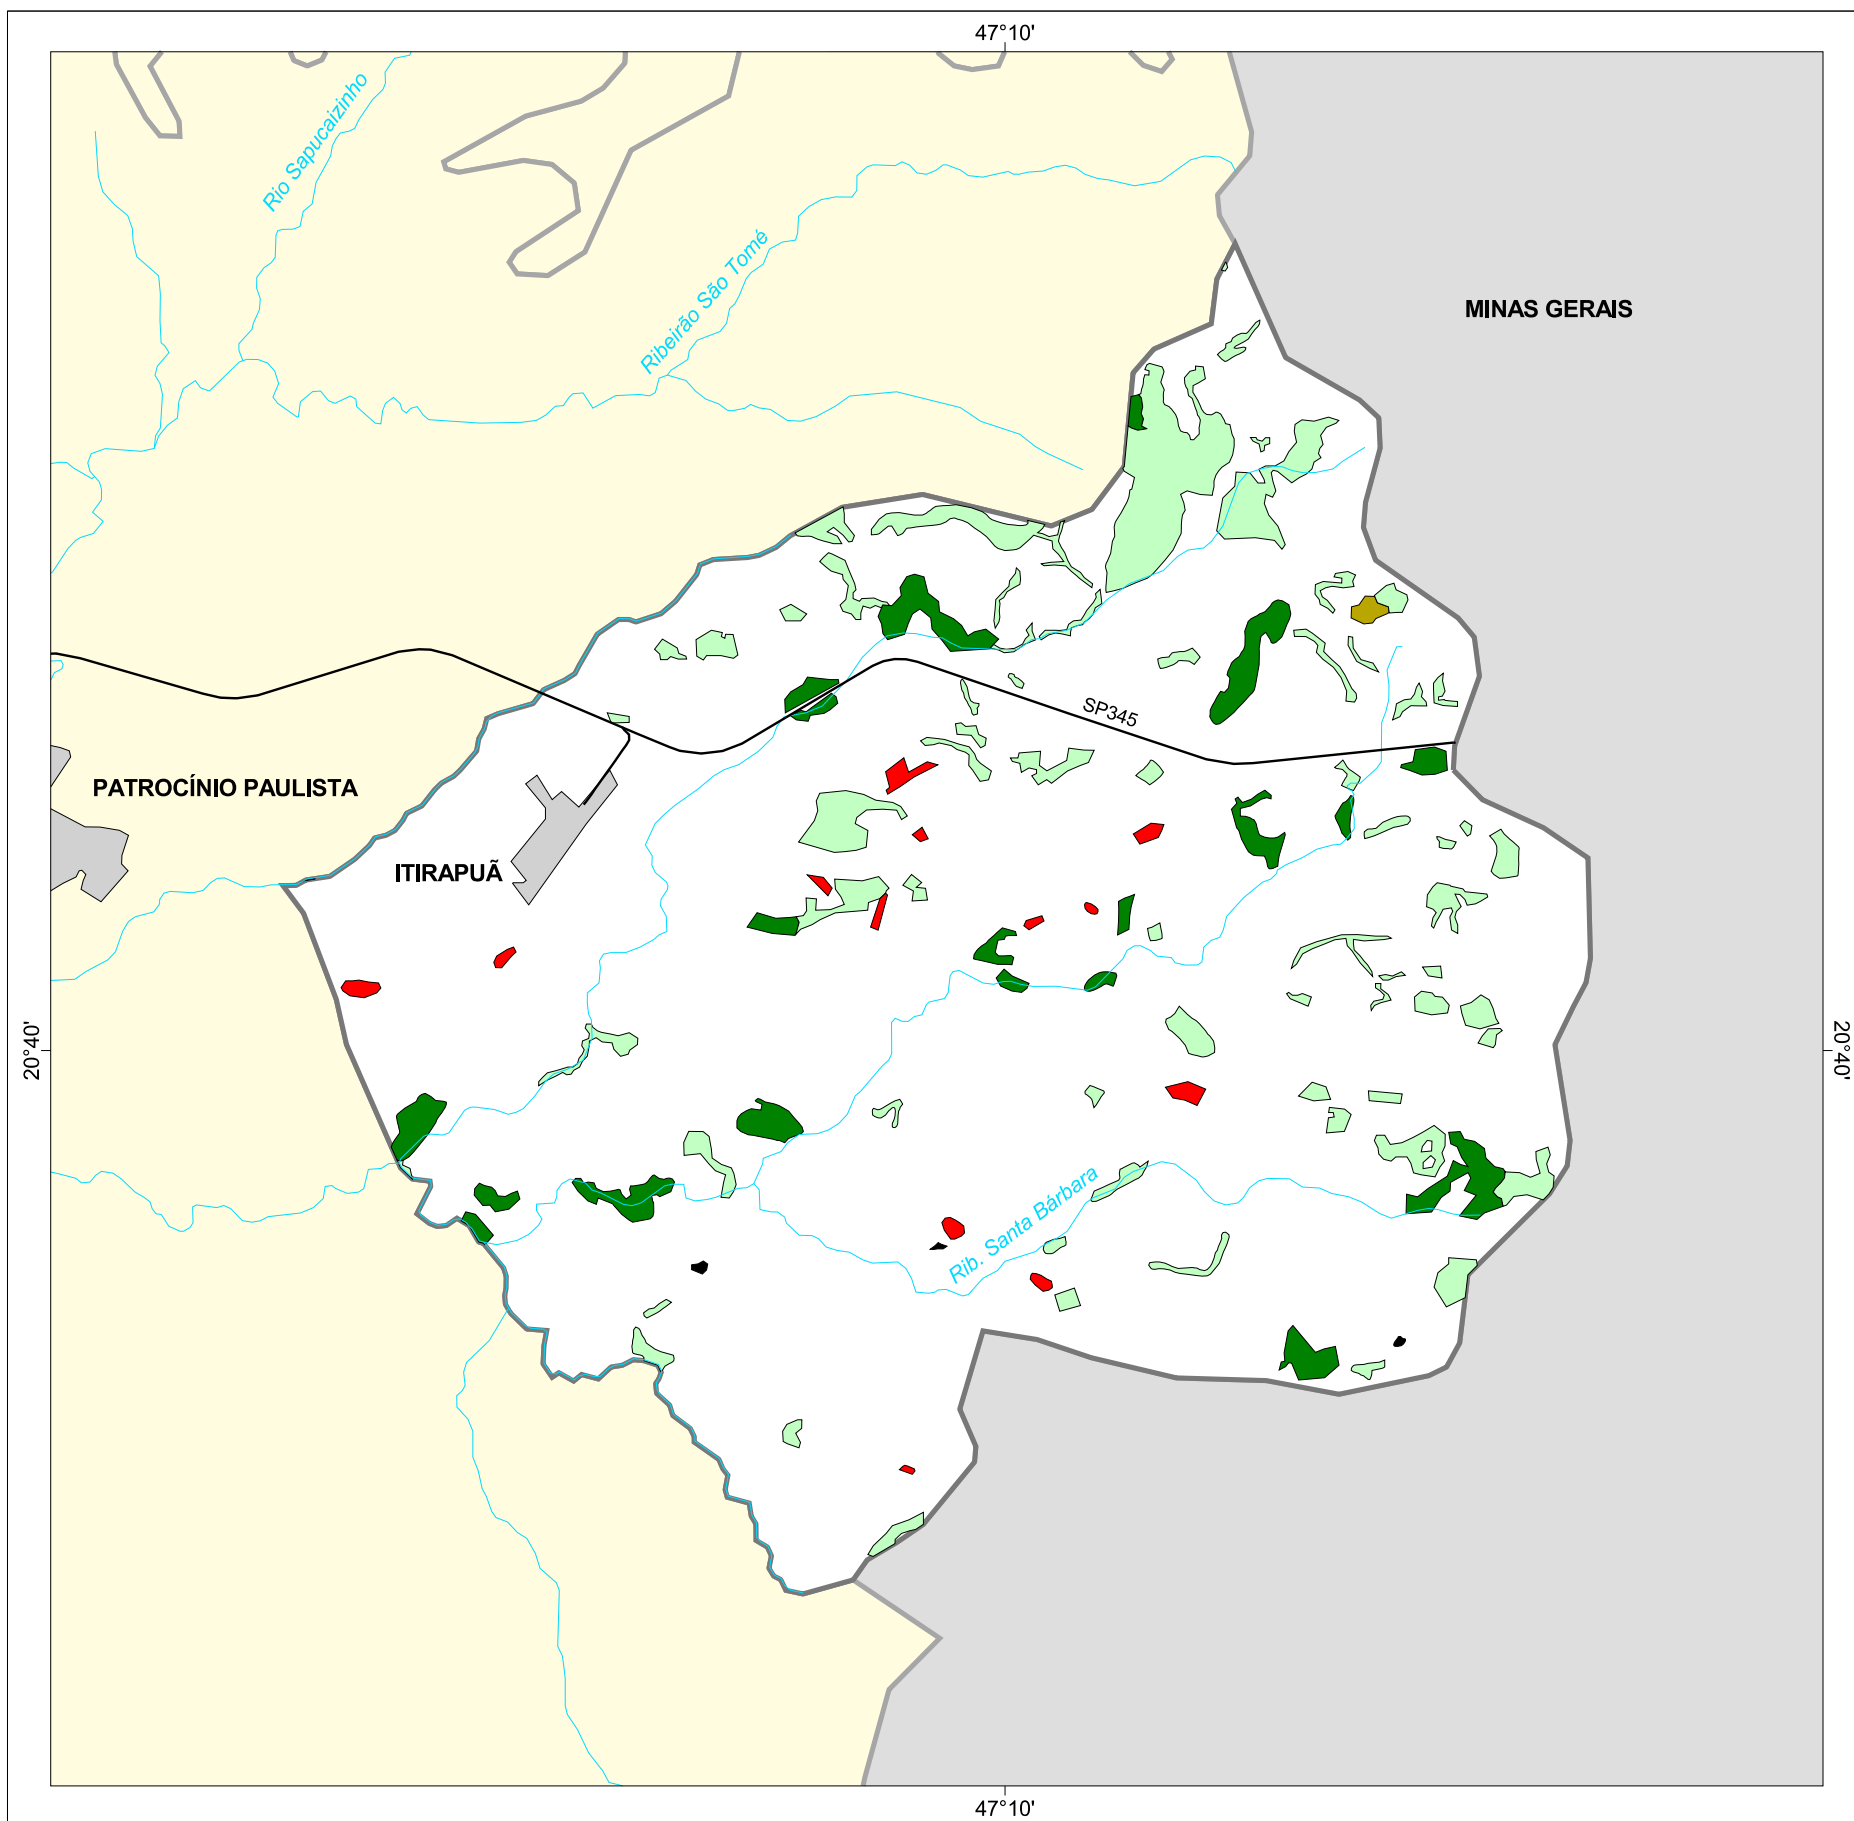 47°10'
Rio Sapucaizinho
Ribeirão São Tomé
MINAS GERAIS
SP345
PATROCÍNIO PAULISTA
ITIRAPUÃ
20°40'
20°40'
Rib. Santa Bárbara
47°10'